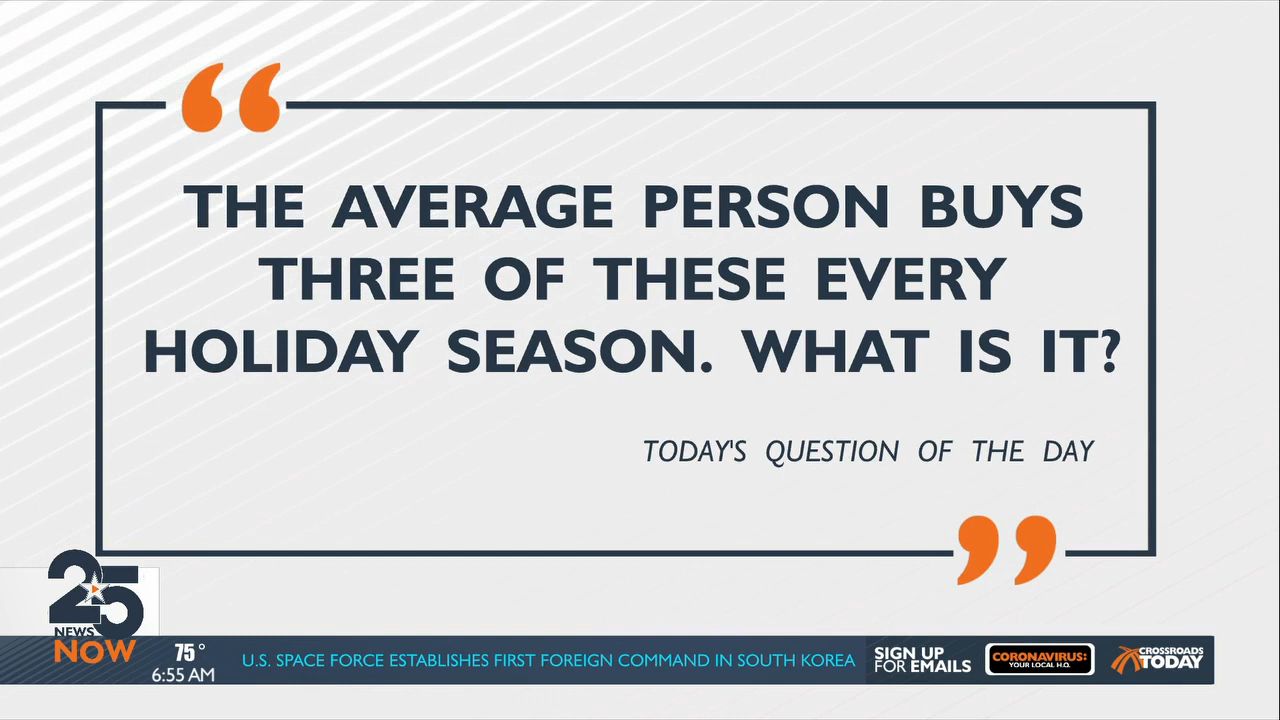 “
THE AVERAGE PERSON BUYS
THREE OF THESE EVERY
HOLIDAY SEASON. WHAT IS IT?
TODAY'S QUESTION OF THE DAY
”
25
NEWS
NOW
75°
6:55 AM
U.S. SPACE FORCE ESTABLISHES FIRST FOREIGN COMMAND IN SOUTH KOREA
SIGN UP
FOR EMAILS
CORONAVIRUS:
YOUR LOCAL H.Q.
CROSSROADS
TODAY